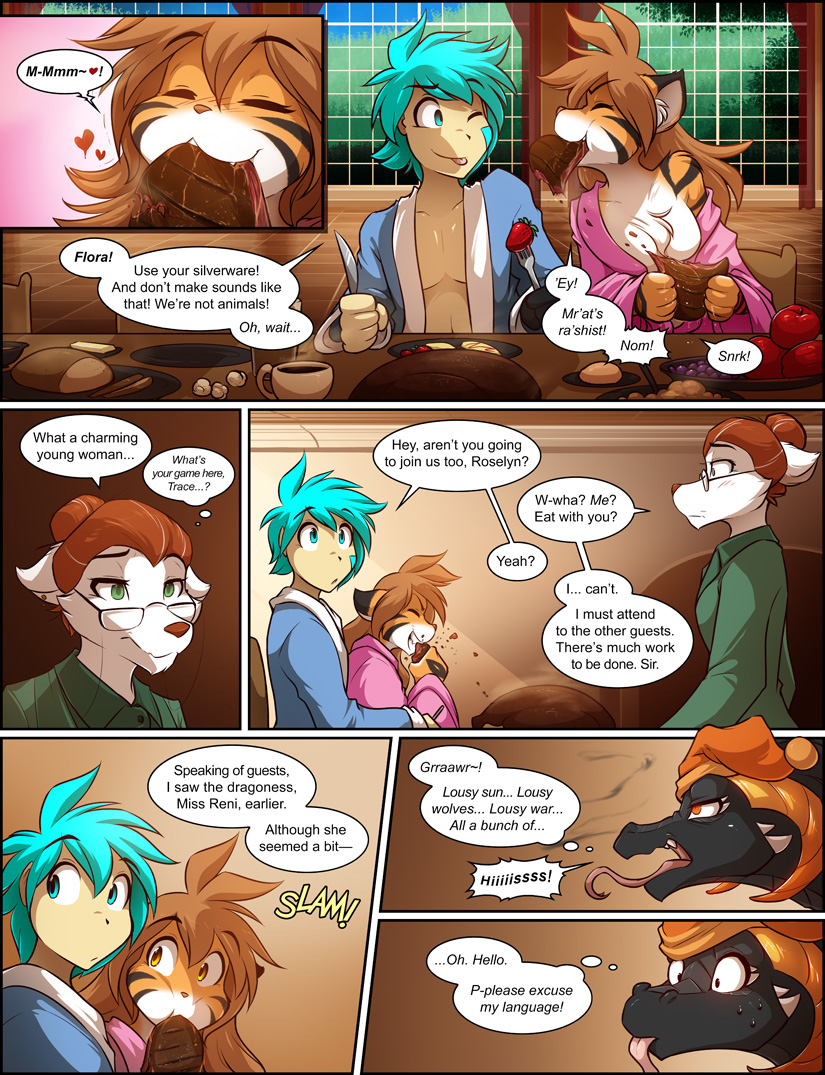 M-Mmm~♥!
Flora!
Use your silverware!
And don't make sounds like
that! We're not animals!
Oh, wait...
'Ey!
Mr'at's
ra'shist!
Nom!
Snrk!
What a charming
young woman...
What's
your game here,
Trace...?
Hey, aren't you going
to join us too, Roselyn?
Yeah?
W-wha? Me?
Eat with you?
I... can't.
I must attend
to the other guests.
There's much work
to be done. Sir.
Speaking of guests,
I saw the dragoness,
Miss Reni, earlier.
Although she
seemed a bit—
SLAM!
Grraawr~!
Lousy sun... Lousy
wolves... Lousy war...
All a bunch of...
Hiiiiissss!
...Oh. Hello.
P-please excuse
my language!